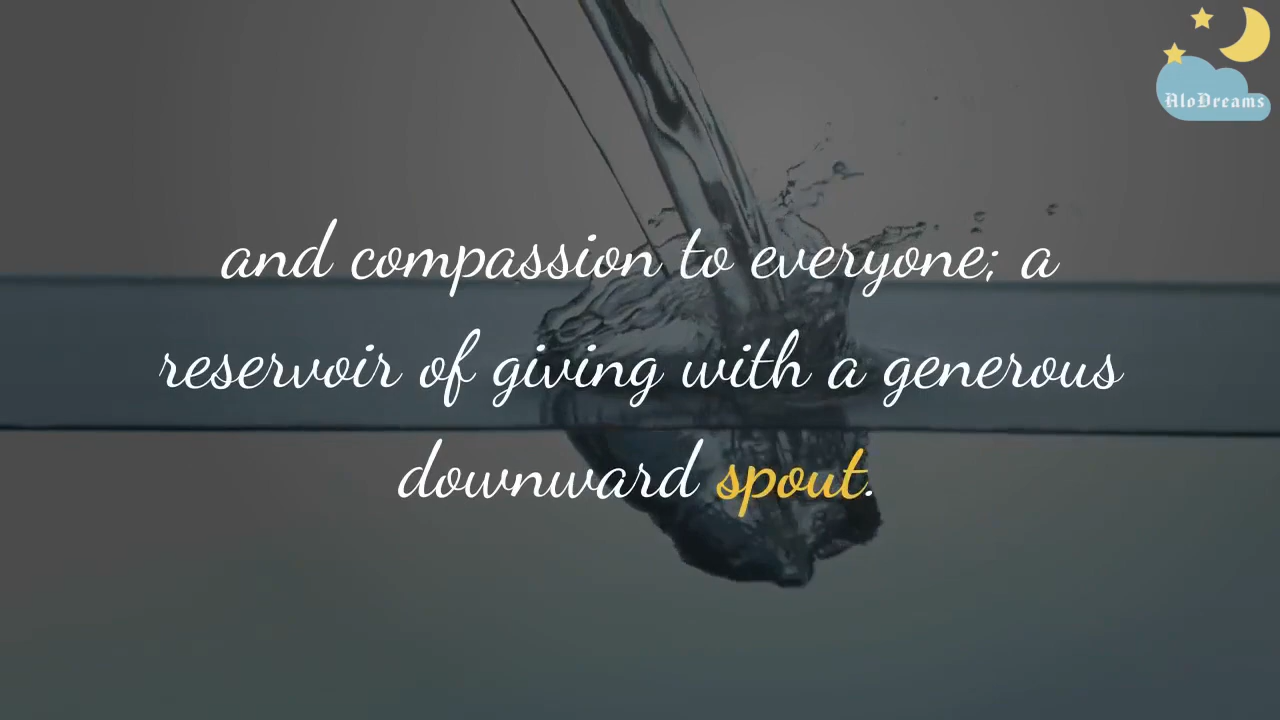 AloDreams
and compassion to everyone; a
reservoir of giving with a generous
downward spout.